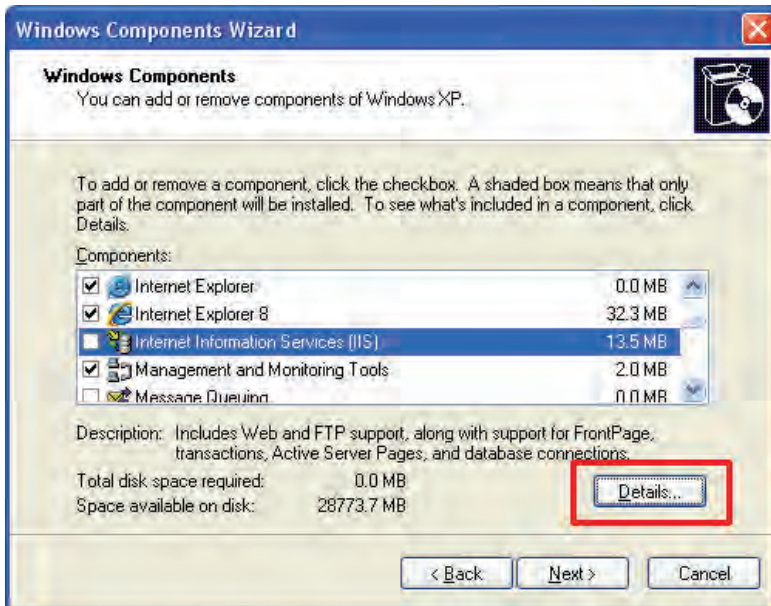 Windows Components Wizard
Windows Components
You can add or remove components of Windows XP.
To add or remove a component, click the checkbox. A shaded box means that only
part of the component will be installed. To see what's included in a component, click
Details.
Components:
Internet Explorer 0.0 MB
Internet Explorer 8 32.3 MB
Internet Information Services (IIS) 13.5 MB
Management and Monitoring Tools 2.0 MB
Message Queuing 0.0 MB
Description: Includes Web and FTP support, along with support for FrontPage,
transactions, Active Server Pages, and database connections.
Total disk space required: 0.0 MB
Space available on disk: 28773.7 MB
Details...
< Back Next > Cancel